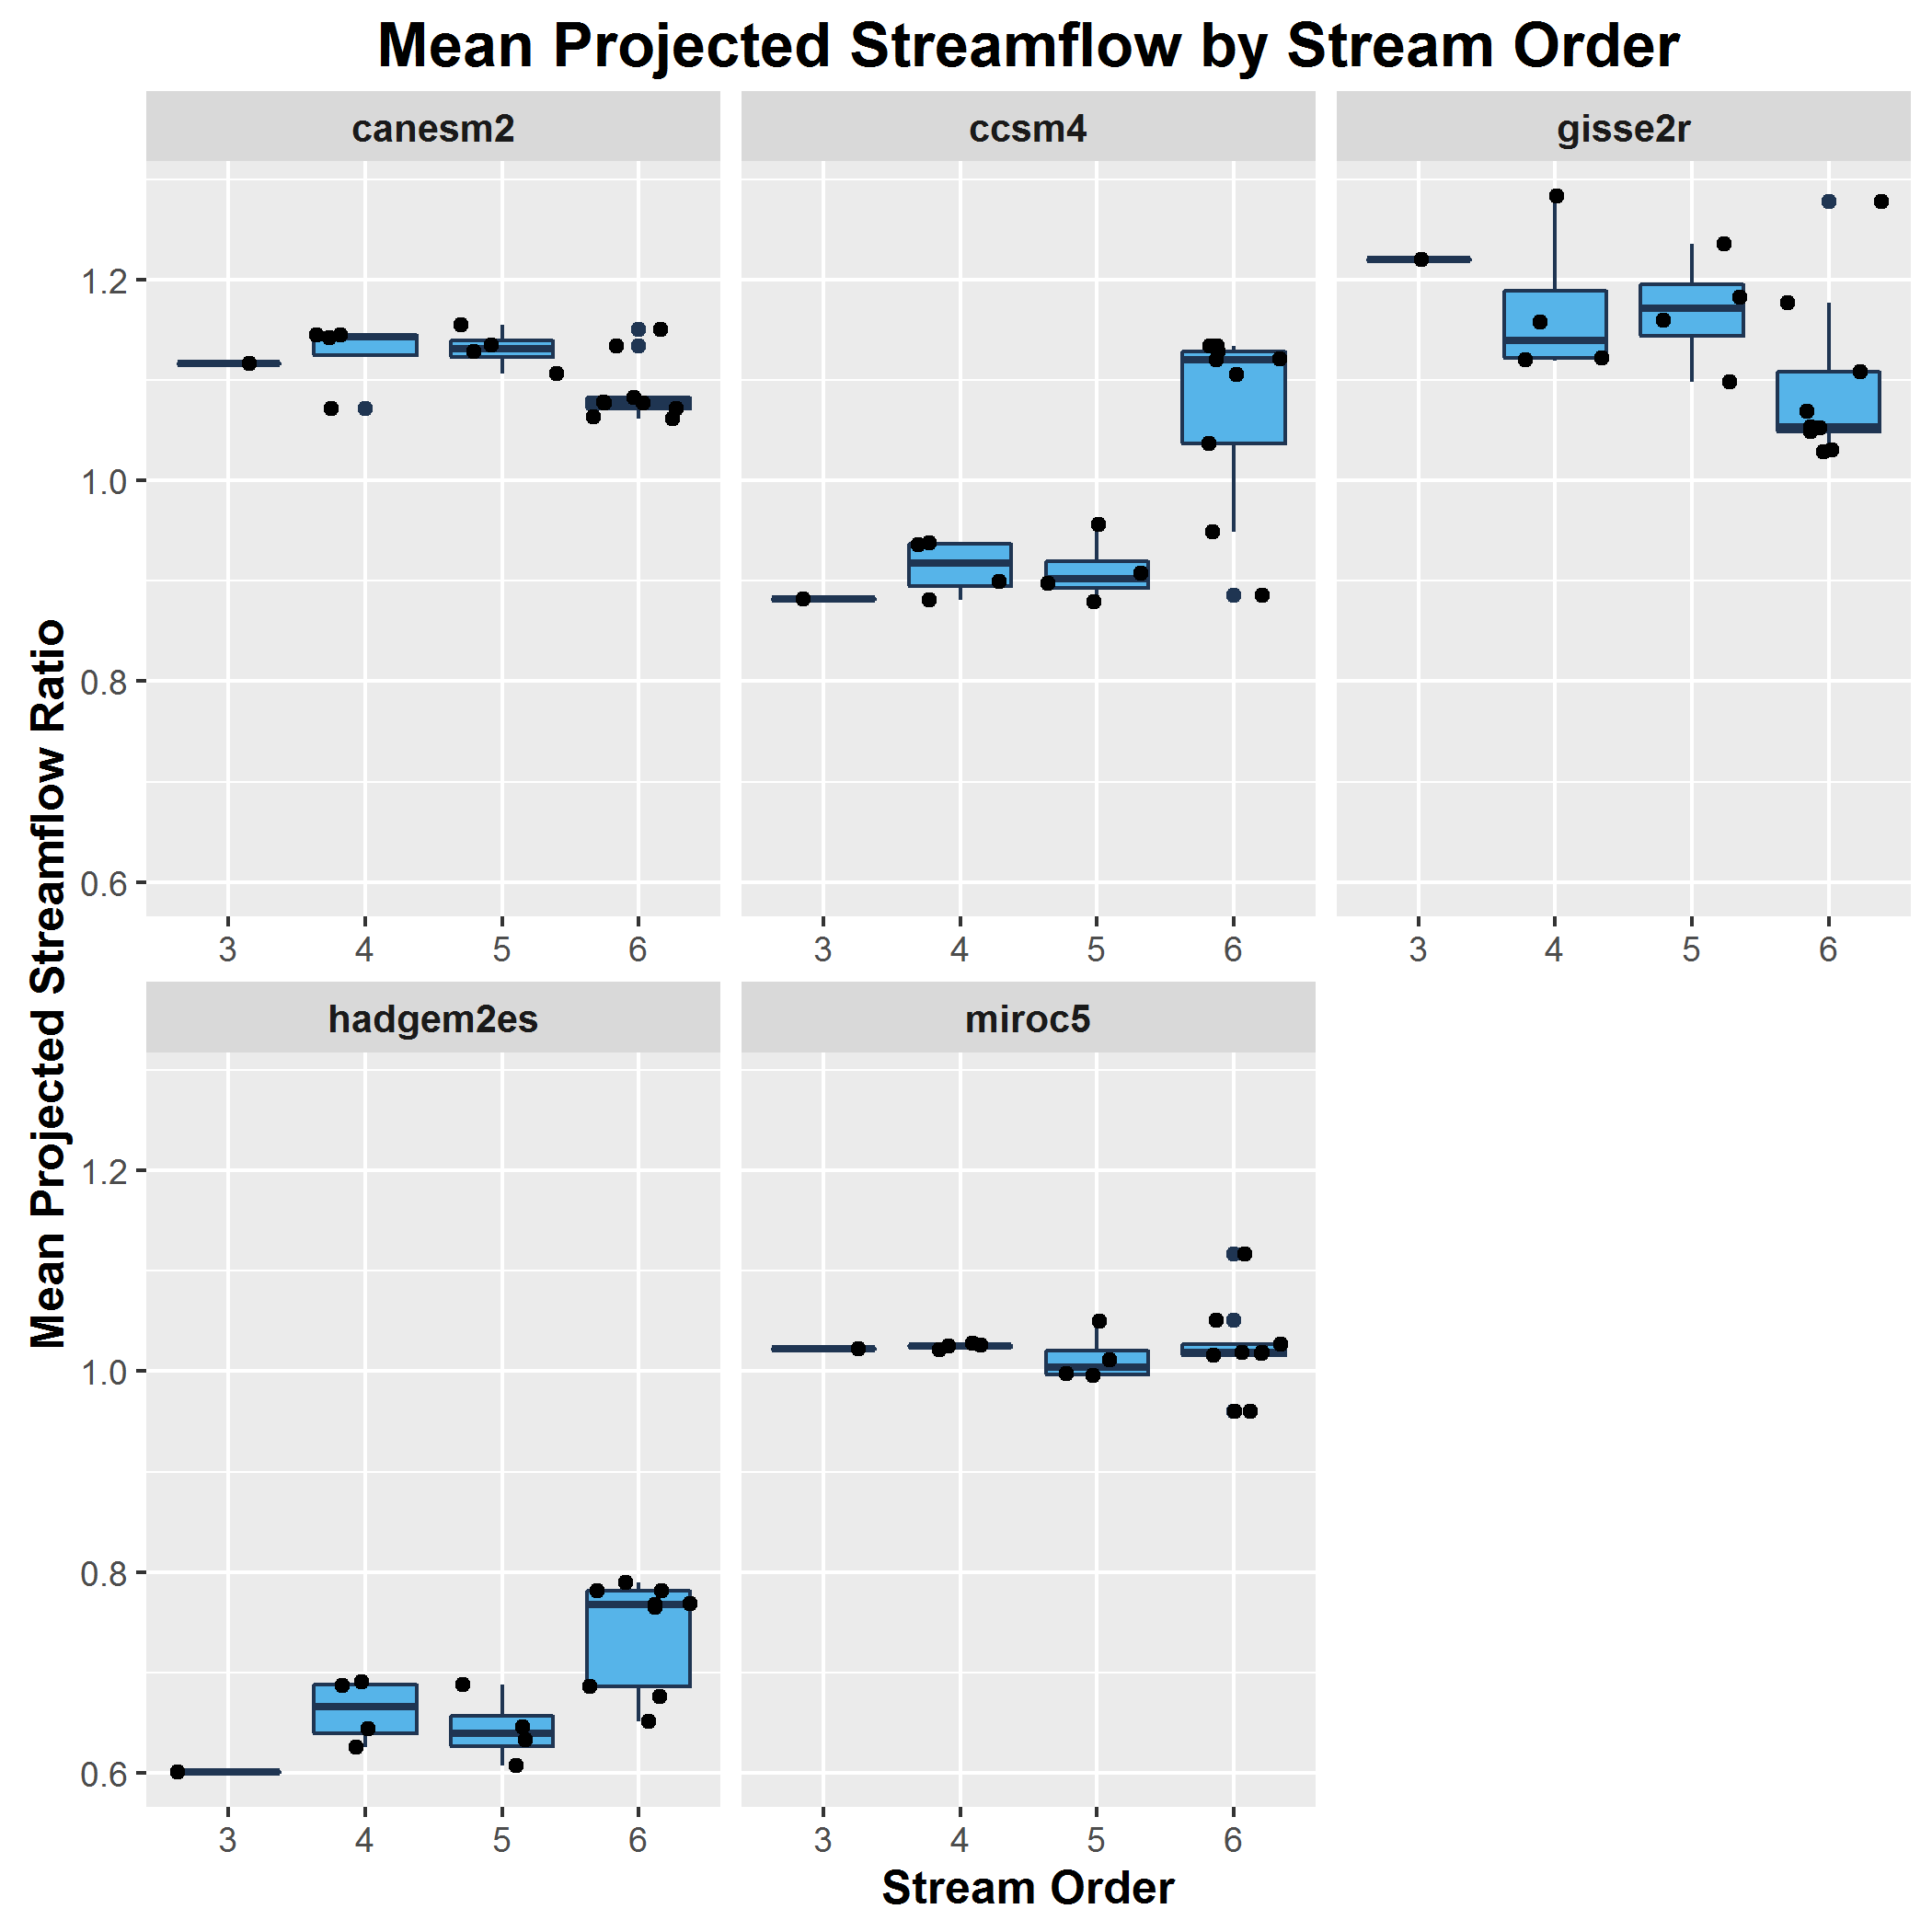 Mean Projected Streamflow by Stream Order
canesm2
ccsm4
gisse2r
1.2
1.0
0.8
0.6
3 4 5 6
3 4 5 6
3 4 5 6
Mean Projected Streamflow Ratio
hadgem2es
miroc5
1.2
1.0
0.8
0.6
3 4 5 6
3 4 5 6
Stream Order